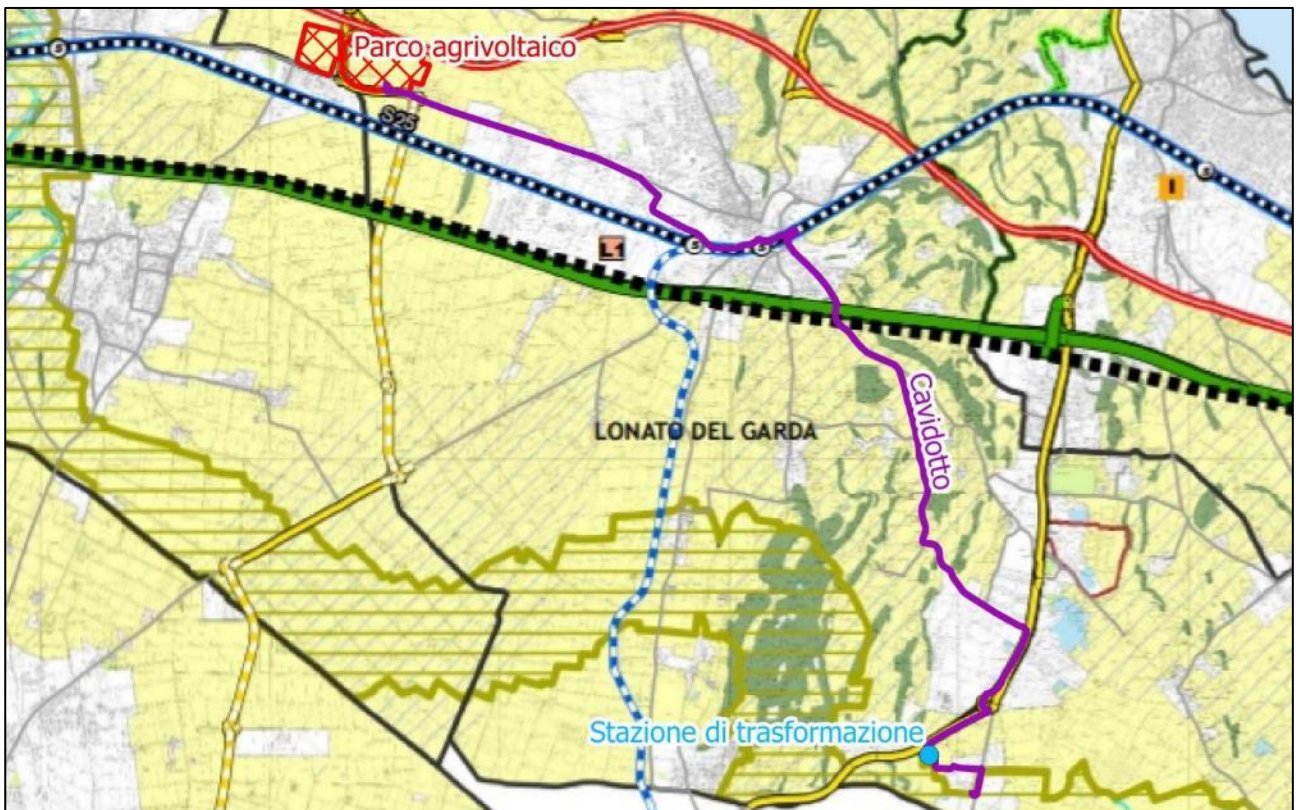 Parco agrivoltaico
S25
S
S
S
S
I
L1
Cavidotto
LONATO DEL GARDA
Stazione di trasformazione